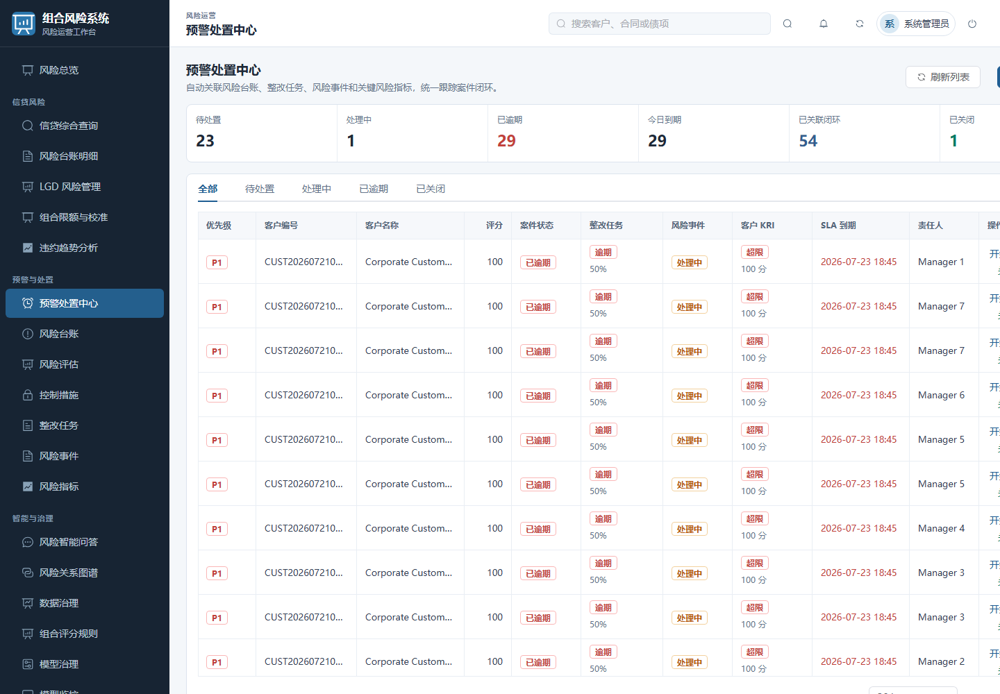 组合风险系统
风险运营工作台
风险总览
信贷风险
信贷综合查询
风险台账明细
LGD 风险管理
组合限额与校准
违约趋势分析
预警与处置
预警处置中心
风险台账
风险评估
控制措施
整改任务
风险事件
风险指标
智能与治理
风险智能问答
风险关系图谱
数据治理
组合评分规则
模型治理
风险运营
预警处置中心
搜索客户、合同或债项
系 系统管理员
预警处置中心
自动关联风险台账、整改任务、风险事件和关键风险指标，统一跟踪案件闭环。
刷新列表
待处置 处理中 已逾期 今日到期 已关联闭环 已关闭
23 1 29 29 54 1
全部 待处置 处理中 已逾期 已关闭
优先级 客户编号 客户名称 评分 案件状态 整改任务 风险事件 客户 KRI SLA 到期 责任人
P1 CUST202607210... Corporate Custom... 100 已逾期 逾期 50% 处理中 超限 100 分 2026-07-23 18:45 Manager 1
P1 CUST202607210... Corporate Custom... 100 已逾期 逾期 50% 处理中 超限 100 分 2026-07-23 18:45 Manager 7
P1 CUST202607210... Corporate Custom... 100 已逾期 逾期 50% 处理中 超限 100 分 2026-07-23 18:45 Manager 7
P1 CUST202607210... Corporate Custom... 100 已逾期 逾期 50% 处理中 超限 100 分 2026-07-23 18:45 Manager 6
P1 CUST202607210... Corporate Custom... 100 已逾期 逾期 50% 处理中 超限 100 分 2026-07-23 18:45 Manager 5
P1 CUST202607210... Corporate Custom... 100 已逾期 逾期 50% 处理中 超限 100 分 2026-07-23 18:45 Manager 5
P1 CUST202607210... Corporate Custom... 100 已逾期 逾期 50% 处理中 超限 100 分 2026-07-23 18:45 Manager 4
P1 CUST202607210... Corporate Custom... 100 已逾期 逾期 50% 处理中 超限 100 分 2026-07-23 18:45 Manager 3
P1 CUST202607210... Corporate Custom... 100 已逾期 逾期 50% 处理中 超限 100 分 2026-07-23 18:45 Manager 3
P1 CUST202607210... Corporate Custom... 100 已逾期 逾期 50% 处理中 超限 100 分 2026-07-23 18:45 Manager 2